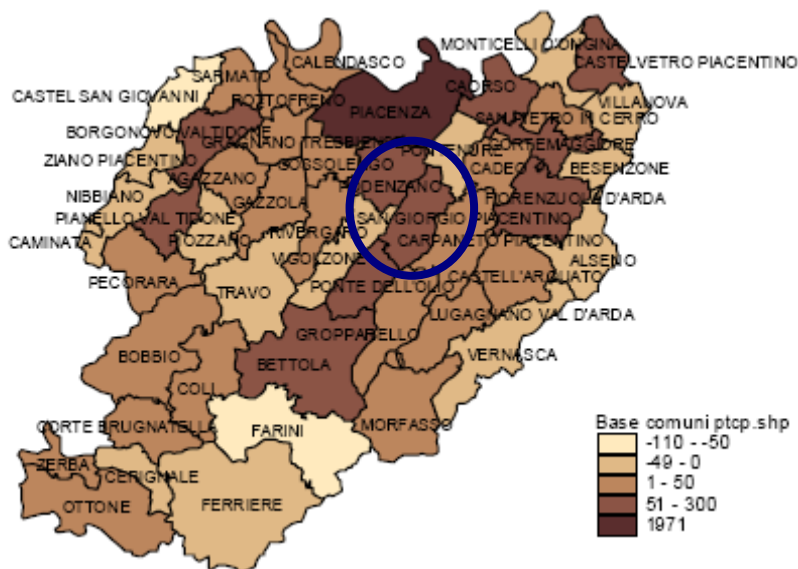 MONTICELLI D'ONGINA
CASTELVETRO PIACENTINO
CALENDASCO
SARMATO
CAORSO
CASTEL SAN GIOVANNI
ROTTOFRENO
PIACENZA
VILLANOVA
SAN PIETRO IN CERRO
BORGONOVO VALTIDONE
GRAGNANO TREBBIENSE
PONTENURE
CORTEMAGGIORE
ZIANO PIACENTINO
GOSSOLENGO
CADEO
BESENZONE
AGAZZANO
PODENZANO
NIBBIANO
GAZZOLA
FIORENZUOLA D'ARDA
PIANELLO VAL TIDONE
SAN GIORGIO PIACENTINO
CAMINATA
PIOZZANO
RIVERGARO
CARPANETO PIACENTINO
VIGOLZONE
ALSENO
PECORARA
TRAVO
PONTE DELL'OLIO
CASTELL'ARQUATO
LUGAGNANO VAL D'ARDA
GROPPARELLO
BOBBIO
BETTOLA
VERNASCA
COLI
CORTE BRUGNATELLA
FARINI
MORFASSO
ZERBA
CERIGNALE
OTTONE
FERRIERE
Base comuni ptcp.shp
-110 - -50
-49 - 0
1 - 50
51 - 300
1971